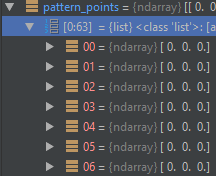 pattern_points = {ndarray} [[ 0. 0
[0:63] = {list} <class 'list'>: [a
00 = {ndarray} [ 0. 0. 0.]
01 = {ndarray} [ 0. 0. 0.]
02 = {ndarray} [ 0. 0. 0.]
03 = {ndarray} [ 0. 0. 0.]
04 = {ndarray} [ 0. 0. 0.]
05 = {ndarray} [ 0. 0. 0.]
06 = {ndarray} [ 0. 0. 0.]